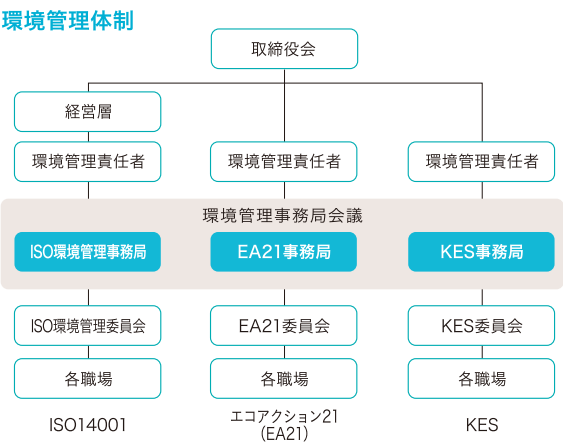 環境管理体制
取締役会
経営層
環境管理責任者
環境管理責任者
環境管理責任者
環境管理事務局会議
ISO環境管理事務局
EA21事務局
KES事務局
ISO環境管理委員会
EA21委員会
KES委員会
各職場
各職場
各職場
ISO14001
エコアクション21
（EA21）
KES